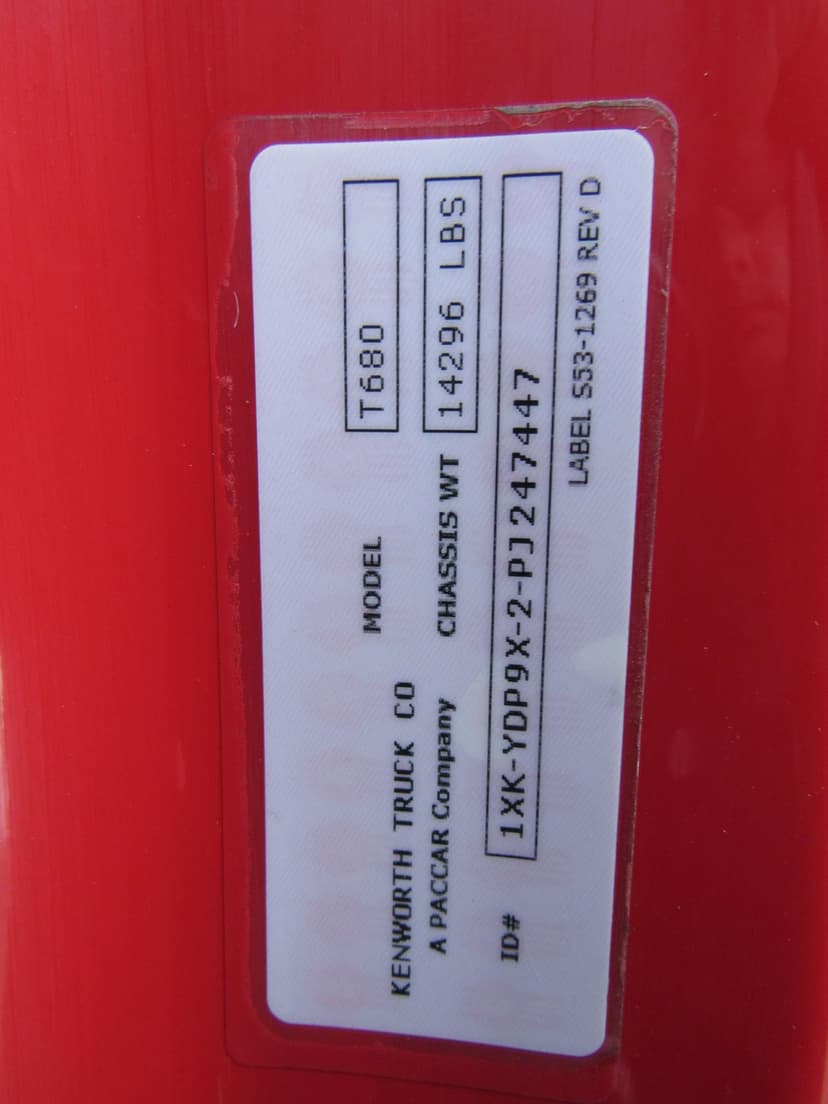 MODEL T680
KENWORTH TRUCK CO
A PACCAR Company CHASSIS WT 14296 LBS
ID# 1XK-YDP9X-2-PJ247447
LABEL S53-1269 REV D